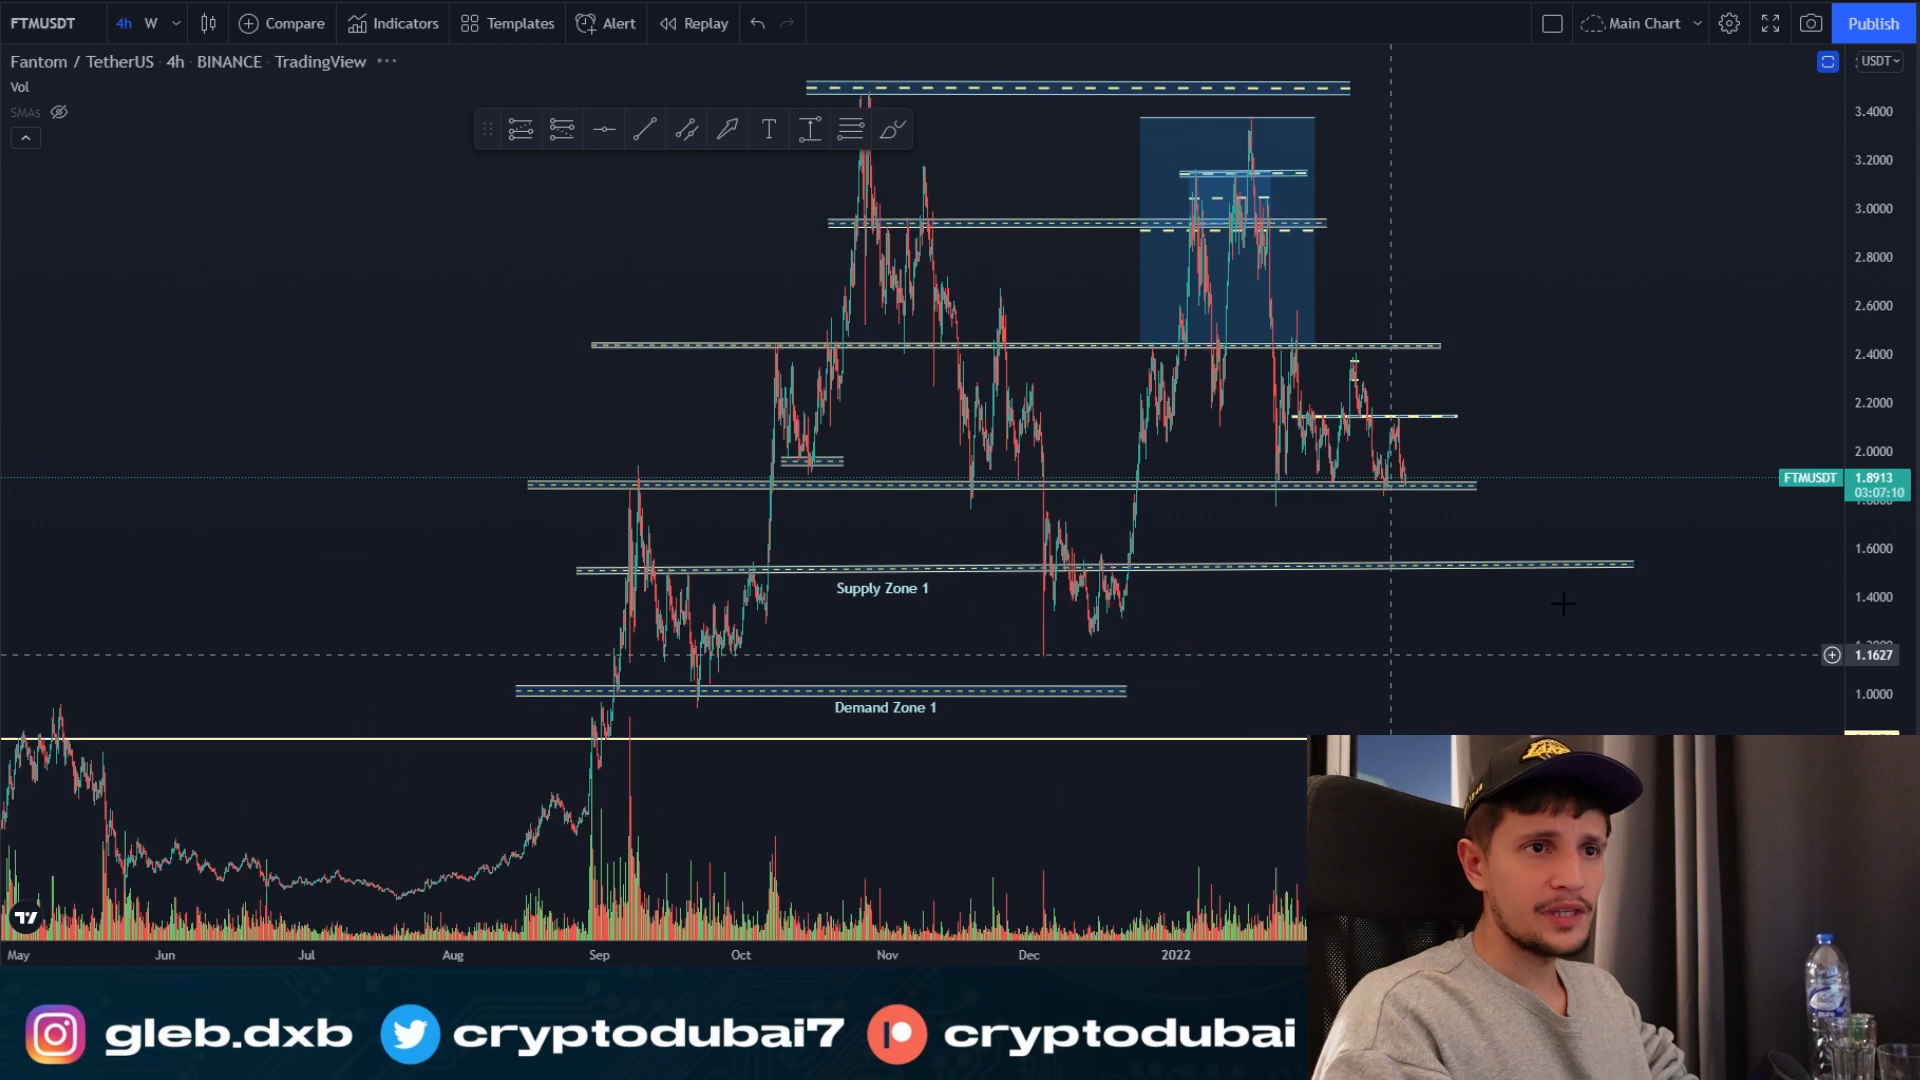 FTMUSDT 4h W Compare Indicators Templates Alert Replay Main Chart Publish
Fantom / TetherUS · 4h · BINANCE · TradingView
USDT
Vol
SMAs
3.4000
3.2000
3.0000
2.8000
2.6000
2.4000
2.2000
2.0000
FTMUSDT 1.8913
03:07:10
1.6000
Supply Zone 1
1.4000
1.1627
1.0000
Demand Zone 1
May Jun Jul Aug Sep Oct Nov Dec 2022
gleb.dxb cryptodubai7 cryptodubai